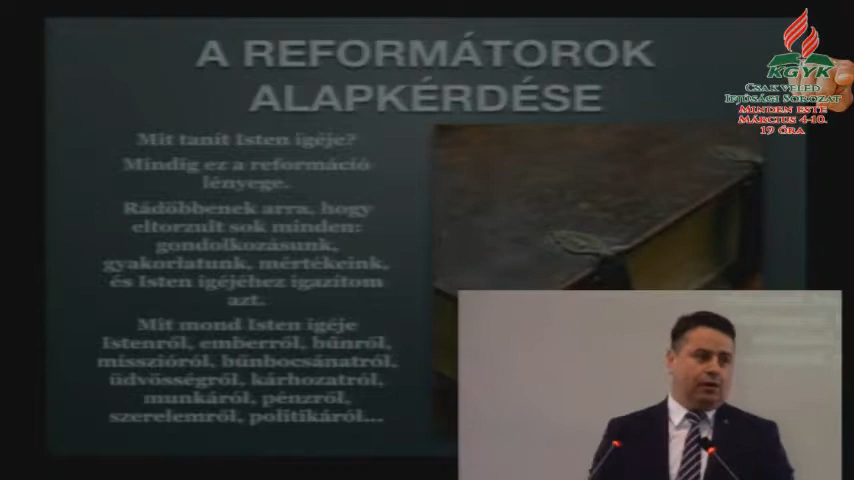 A REFORMÁTOROK
ALAPKÉRDÉSE
Mit tanít Isten igéje?
Mindig ez a reformáció
lényege.
Rádöbbenek arra, hogy
eltorzult sok minden:
gondolkozásunk,
gyakorlatunk, mértékeink,
és Isten igéjéhez igazítom
azt.
Mit mond Isten igéje
Istenről, emberről, bűnről,
misszióról, bűnbocsánatról,
üdvösségről, kárhozatról,
munkáról, pénzről,
szerelemről, politikáról...
KGYK
Csak veled
Ifjúsági Sorozat
Minden este
Március 4-10.
19 óra